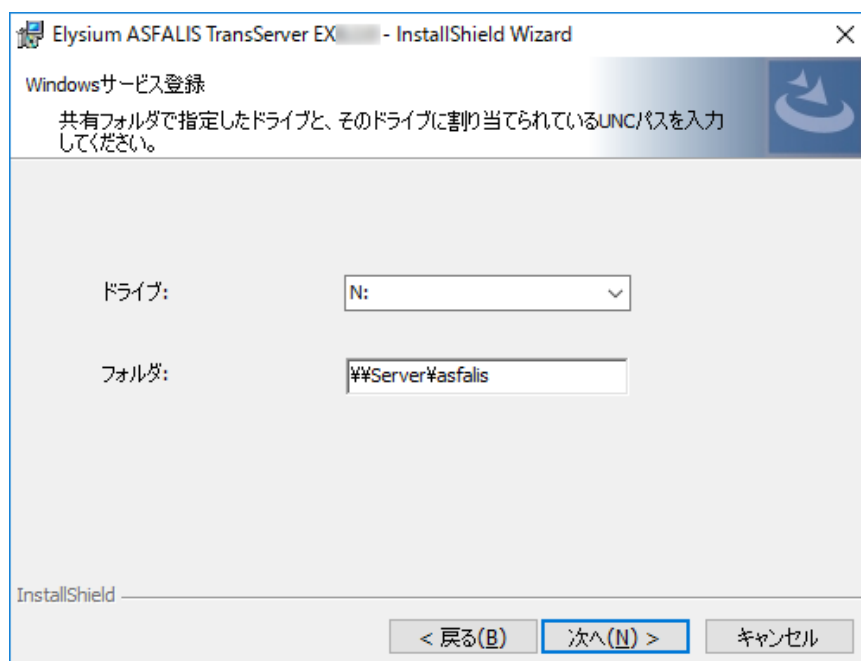 Elysium ASFALIS TransServer EX - InstallShield Wizard
Windowsサービス登録
共有フォルダで指定したドライブと、そのドライブに割り当てられているUNCパスを入力
してください。
ドライブ:
N:
フォルダ:
¥¥Server¥asfalis
InstallShield
< 戻る(B)
次へ(N) >
キャンセル